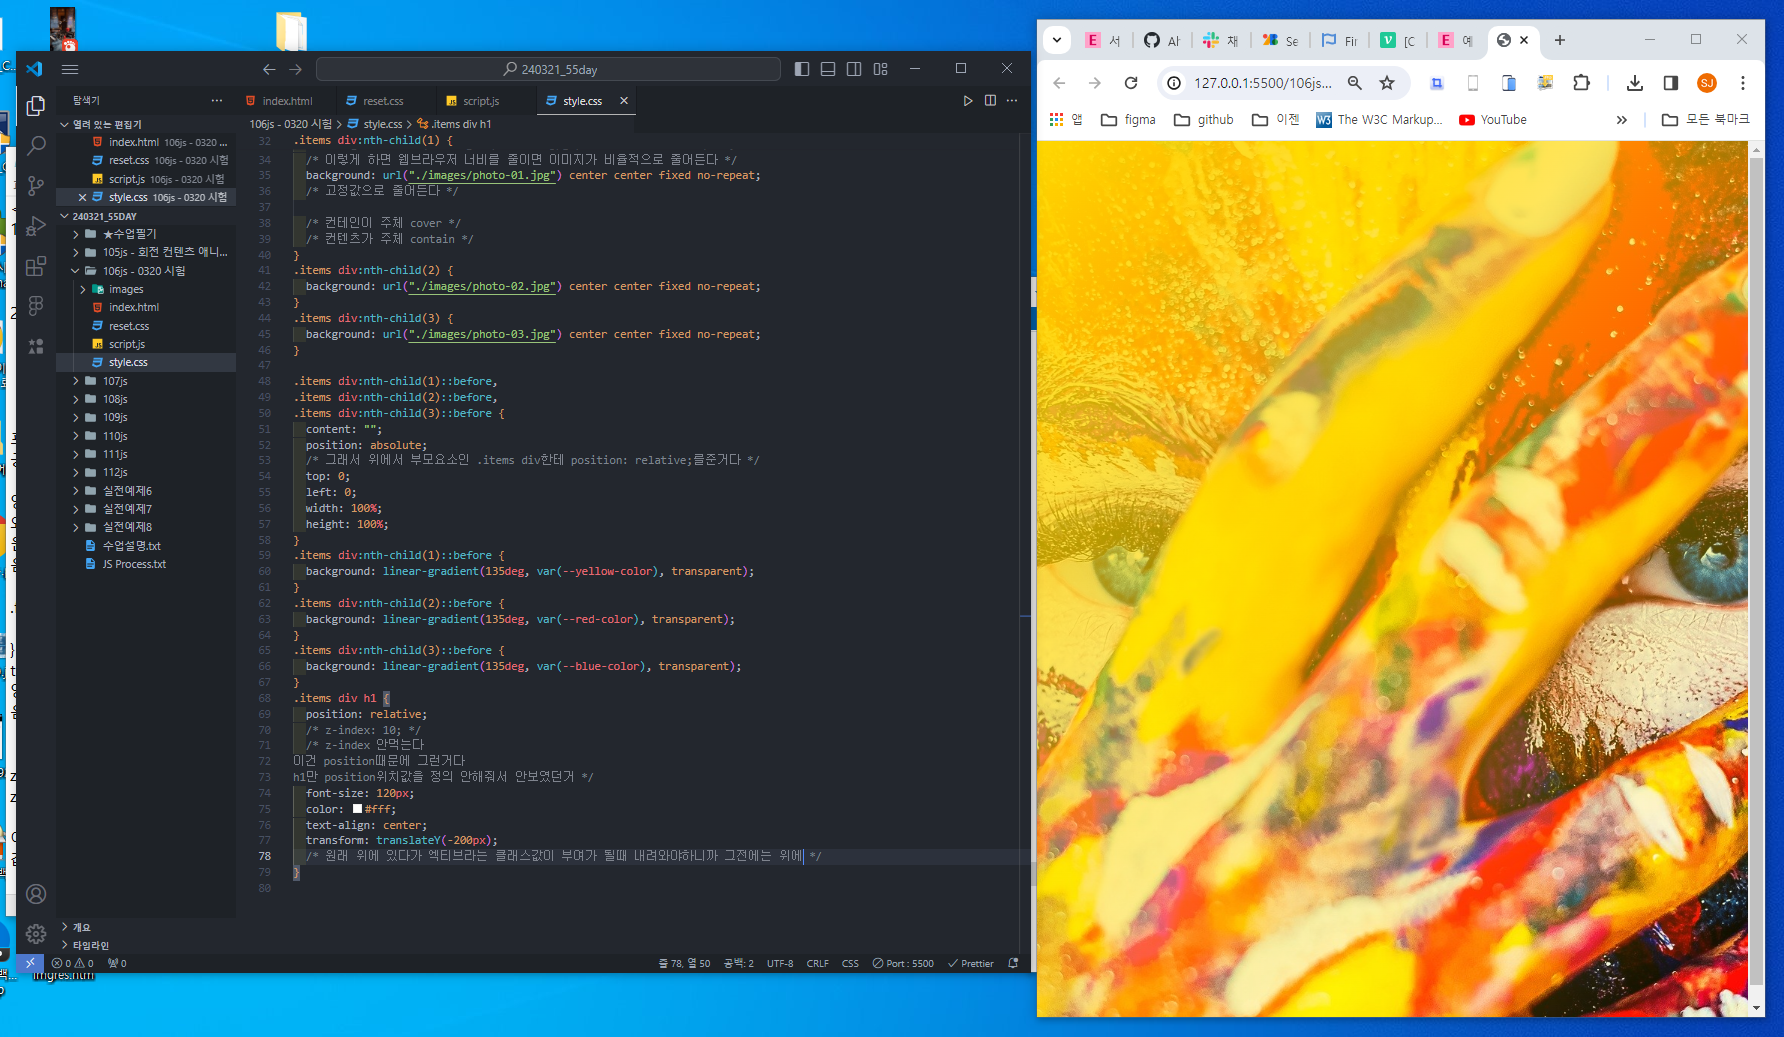 240321_55day
탐색기
index.html
reset.css
script.js
style.css
열려 있는 편집기
index.html 106js - 0320 ...
reset.css 106js - 0320 시험
script.js 106js - 0320 시험
style.css 106js - 0320 시험
240321_55DAY
★수업필기
105js - 회전 컨텐츠 애니...
106js - 0320 시험
images
index.html
reset.css
script.js
style.css
107js
108js
109js
110js
111js
112js
실전예제6
실전예제7
실전예제8
수업설명.txt
JS Process.txt
개요
타임라인
106js - 0320 시험 > style.css > .items div h1
32 .items div:nth-child(1) {
34 /* 이렇게 하면 웹브라우저 너비를 줄이면 이미지가 비율적으로 줄어든다 */
35 background: url("./images/photo-01.jpg") center center fixed no-repeat;
36 /* 고정값으로 줄어든다 */
37
38 /* 컨테인이 주체 cover */
39 /* 컨텐츠가 주체 contain */
40 }
41 .items div:nth-child(2) {
42 background: url("./images/photo-02.jpg") center center fixed no-repeat;
43 }
44 .items div:nth-child(3) {
45 background: url("./images/photo-03.jpg") center center fixed no-repeat;
46 }
47
48 .items div:nth-child(1)::before,
49 .items div:nth-child(2)::before,
50 .items div:nth-child(3)::before {
51 content: "";
52 position: absolute;
53 /* 그래서 위에서 부모요소인 .items div한테 position: relative;를준거다 */
54 top: 0;
55 left: 0;
56 width: 100%;
57 height: 100%;
58 }
59 .items div:nth-child(1)::before {
60 background: linear-gradient(135deg, var(--yellow-color), transparent);
61 }
62 .items div:nth-child(2)::before {
63 background: linear-gradient(135deg, var(--red-color), transparent);
64 }
65 .items div:nth-child(3)::before {
66 background: linear-gradient(135deg, var(--blue-color), transparent);
67 }
68 .items div h1 {
69 position: relative;
70 /* z-index: 10; */
71 /* z-index 안먹는다
72 이건 position때문에 그런거다
73 h1만 position위치값을 정의 안해줘서 안보였던거 */
74 font-size: 120px;
75 color: #fff;
76 text-align: center;
77 transform: translateY(-200px);
78 /* 원래 위에 있다가 엑티브라는 클래스값이 부여가 될때 내려와야하니까 그전에는 위에 */
79 }
80
0 0 0
줄 78, 열 50
공백: 2
UTF-8
CRLF
CSS
Port : 5500
Prettier
imgres.htm
서
Al
채
Se
Fir
[C
예
127.0.0.1:5500/106js...
SJ
앱
figma
github
이젠
The W3C Markup...
YouTube
»
모든 북마크